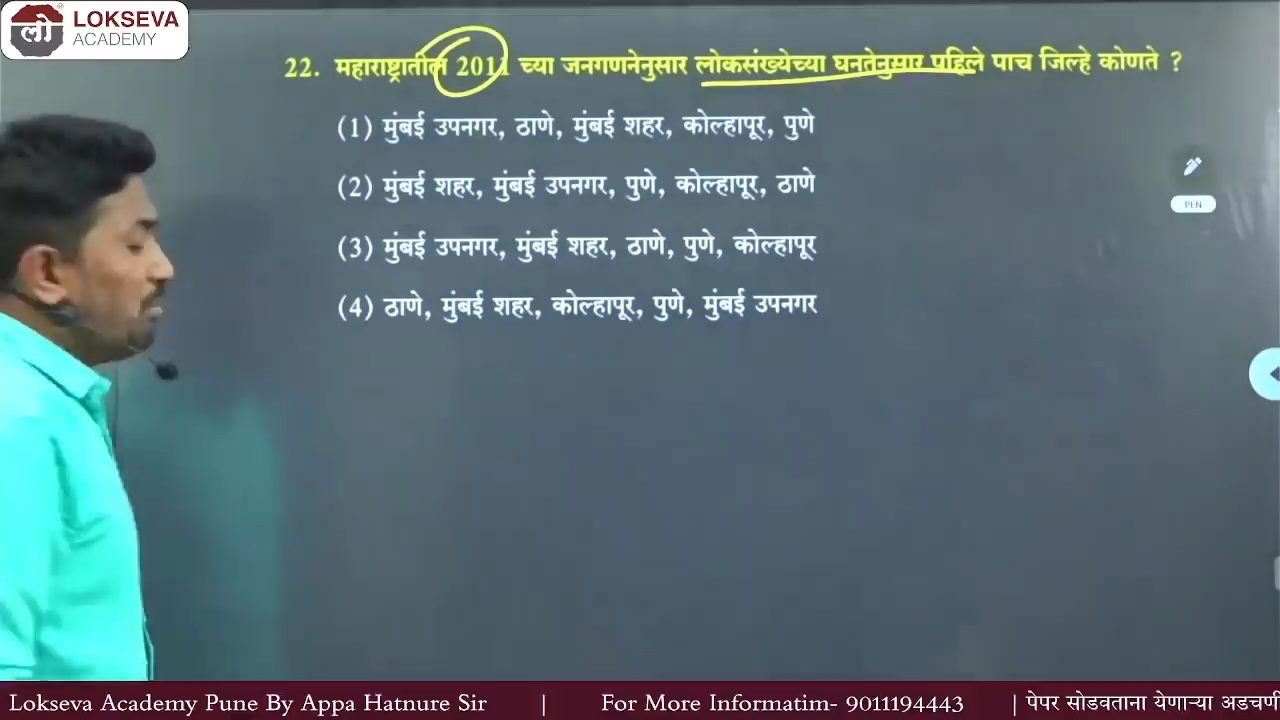 लो
LOKSEVA
ACADEMY
22. महाराष्ट्रातील 2011 च्या जनगणनेनुसार लोकसंख्येच्या घनतेनुसार पहिले पाच जिल्हे कोणते ?
(1) मुंबई उपनगर, ठाणे, मुंबई शहर, कोल्हापूर, पुणे
(2) मुंबई शहर, मुंबई उपनगर, पुणे, कोल्हापूर, ठाणे
(3) मुंबई उपनगर, मुंबई शहर, ठाणे, पुणे, कोल्हापूर
(4) ठाणे, मुंबई शहर, कोल्हापूर, पुणे, मुंबई उपनगर
PEN
Lokseva Academy Pune By Appa Hatnure Sir | For More Informatim- 9011194443 | पेपर सोडवताना येणाऱ्या अडचणी